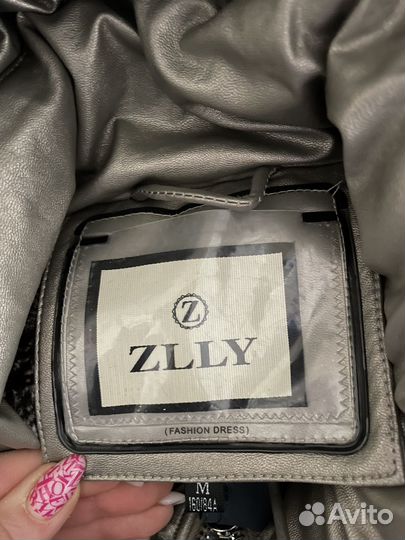 Z
ZLLY
(FASHION DRESS)
M
160/84A
Avito